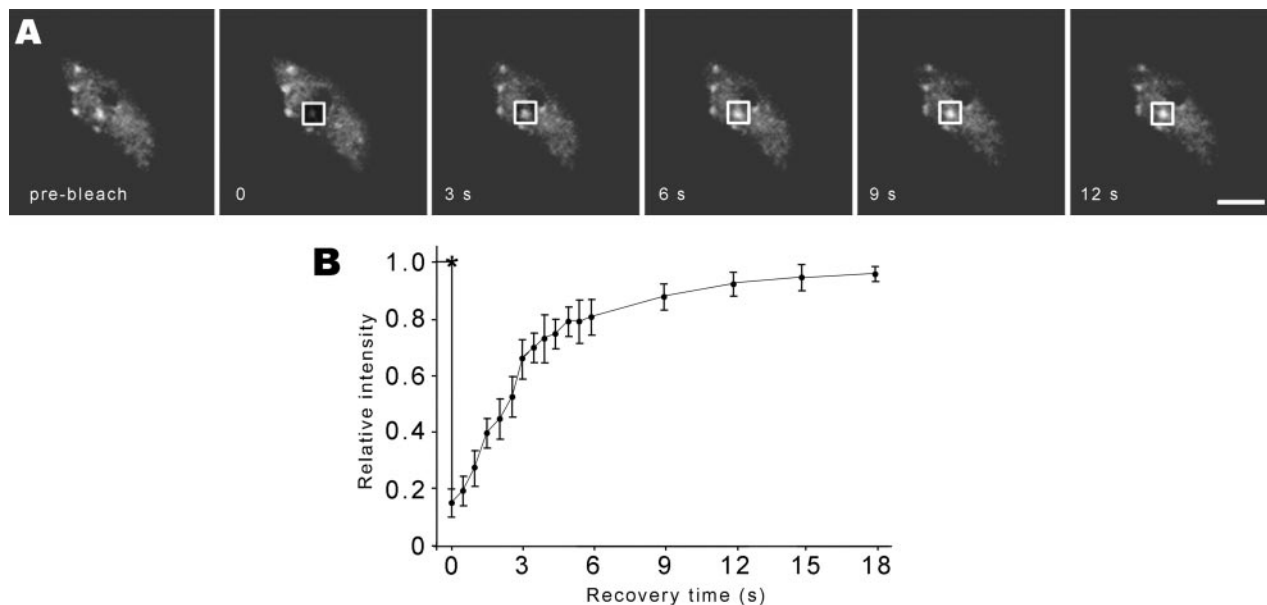 A
pre-bleach
0
3 s
6 s
9 s
12 s
B
1.0
0.8
0.6
0.4
0.2
0
Relative intensity
0 3 6 9 12 15 18
Recovery time (s)